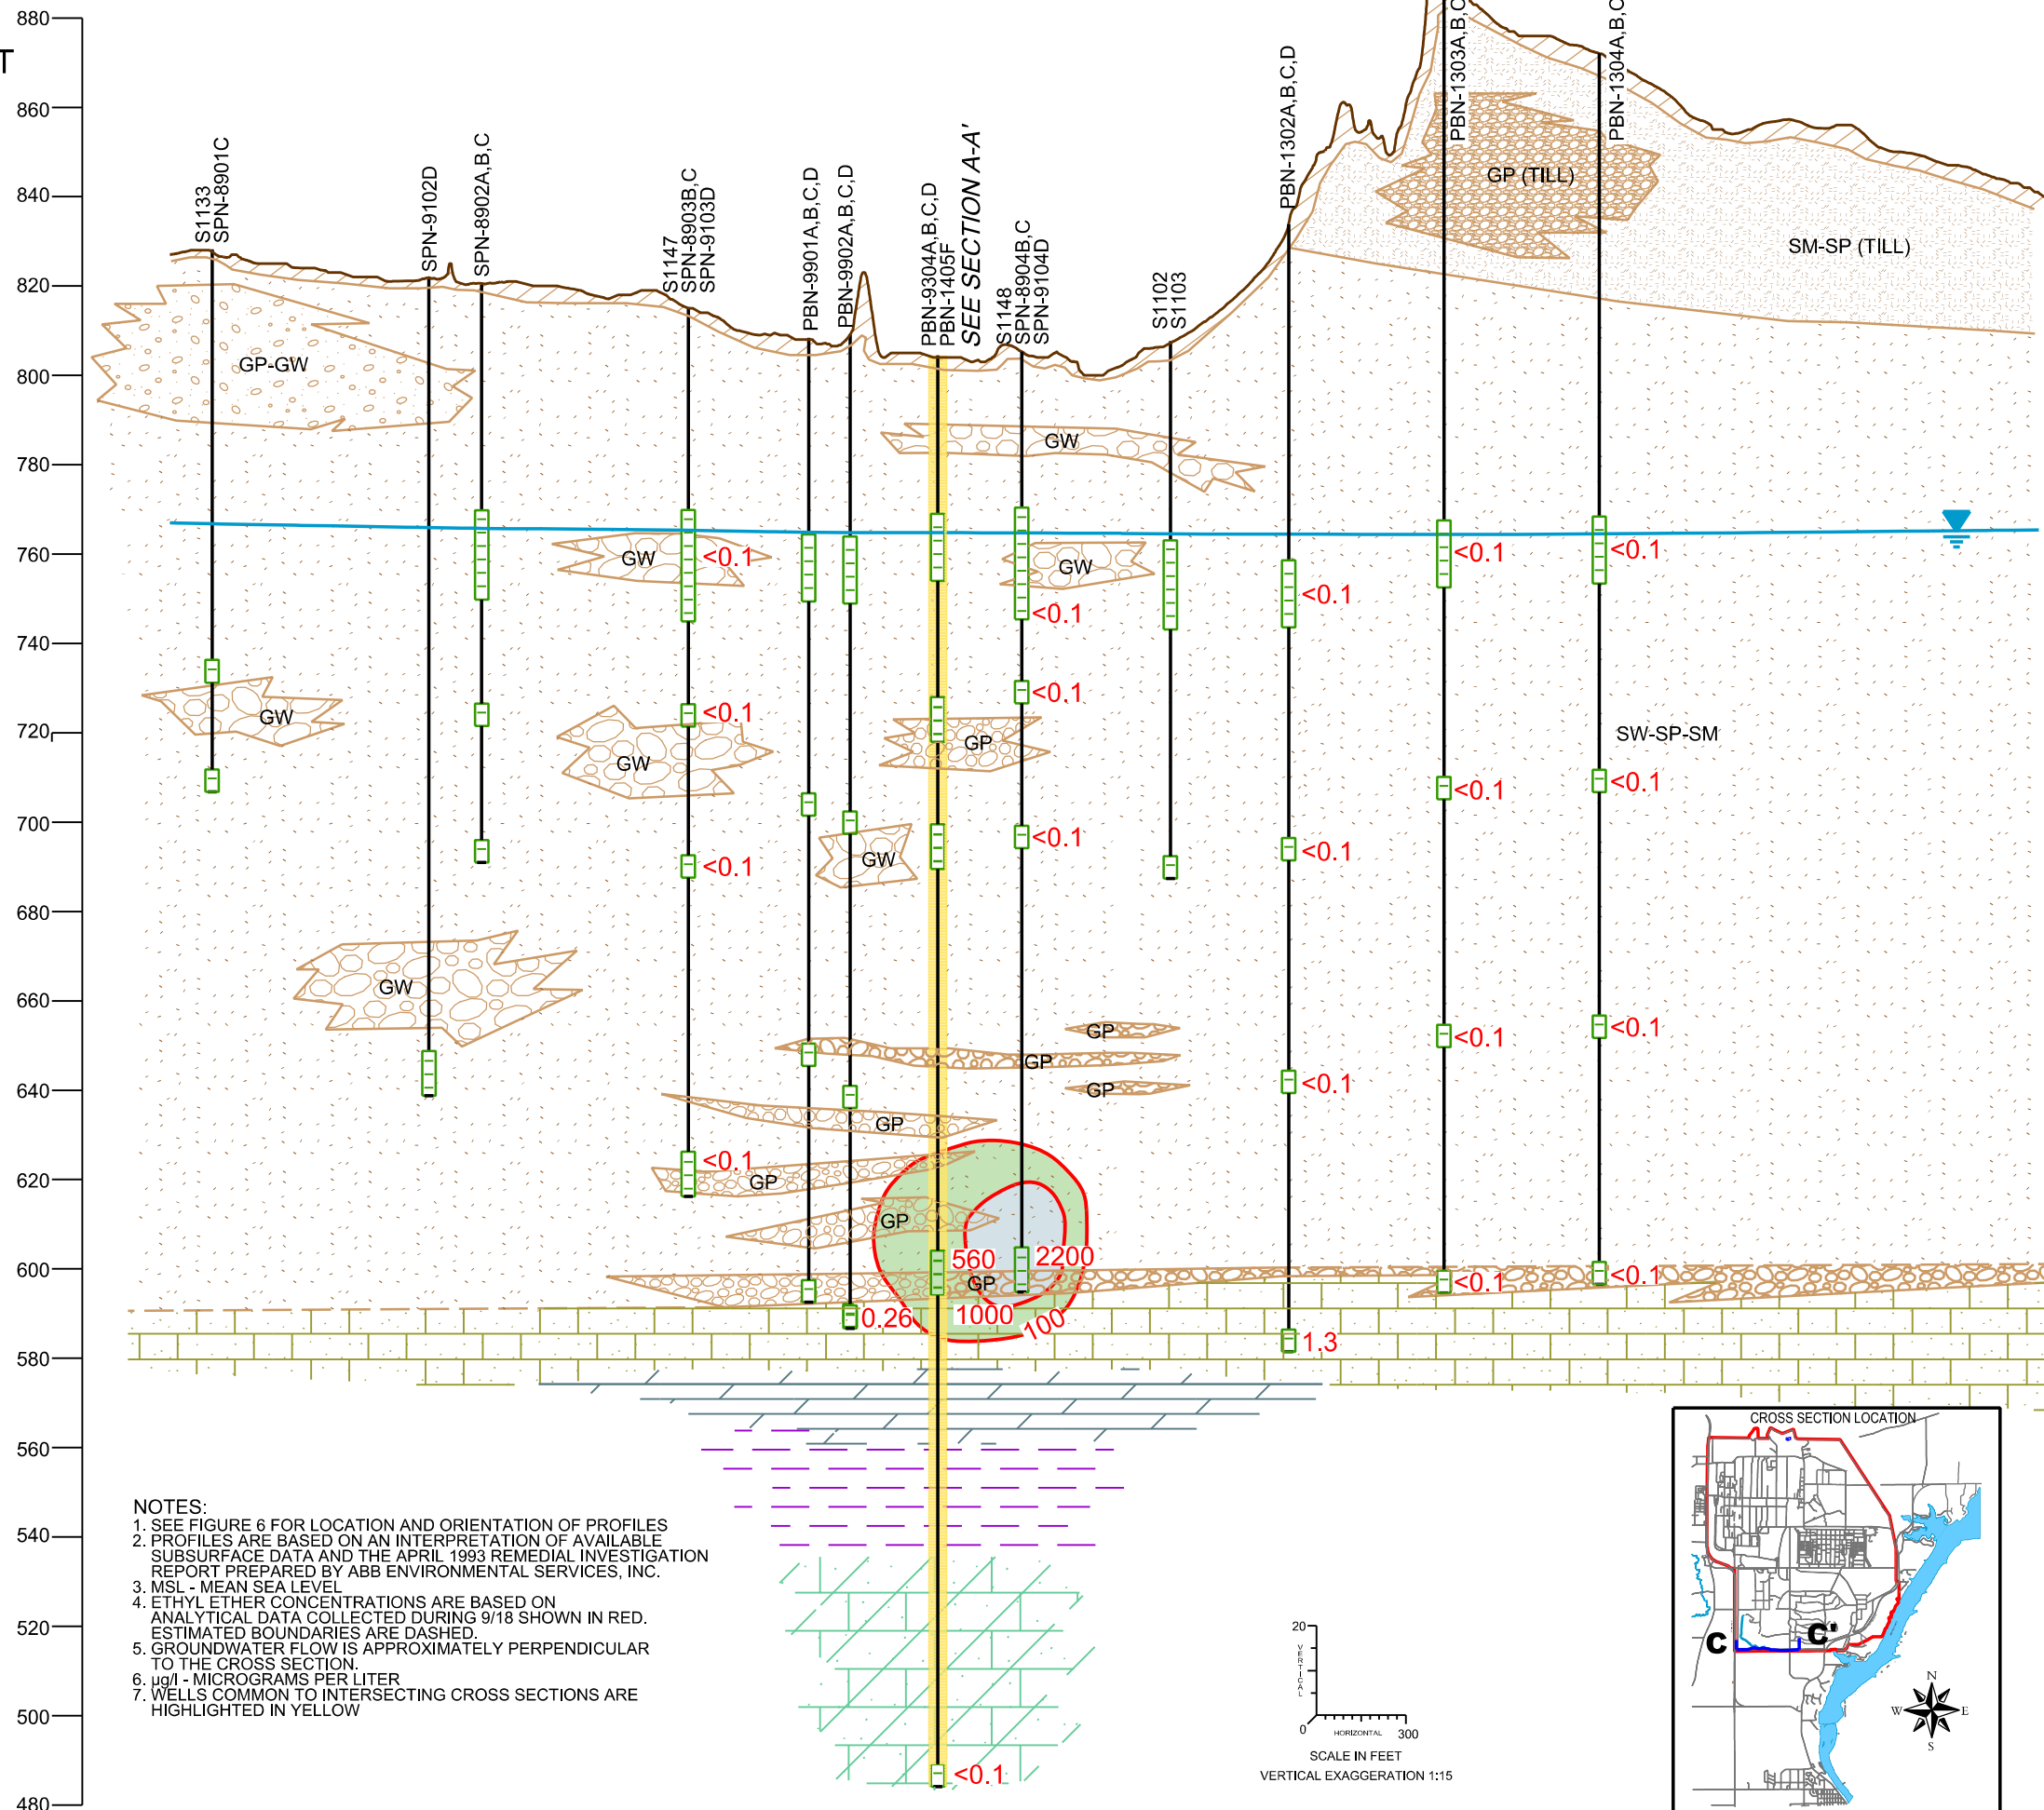 880
T
860
840
820
800
780
760
740
720
700
680
660
640
620
600
580
560
540
520
500
480
S1133
SPN-8901C
SPN-9102D
SPN-8902A,B,C
S1147
SPN-8903B,C
SPN-9103D
PBN-9901A,B,C,D
PBN-9902A,B,C,D
PBN-9304A,B,C,D
PBN-1405F
SEE SECTION A-A'
S1148
SPN-8904B,C
SPN-9104D
S1102
S1103
PBN-1302A,B,C,D
PBN-1303A,B,C
PBN-1304A,B,C
GP (TILL)
SM-SP (TILL)
GP-GW
GW
GW
<0.1
GW
<0.1
<0.1
<0.1
<0.1
<0.1
GW
<0.1
GW
<0.1
GP
SW-SP-SM
<0.1
<0.1
<0.1
<0.1
GW
<0.1
<0.1
GW
GP
GP
GP
<0.1
<0.1
<0.1
GP
<0.1
GP
GP
560
2200
GP
<0.1
<0.1
0.26
1000
100
1.3
<0.1
NOTES:
1. SEE FIGURE 6 FOR LOCATION AND ORIENTATION OF PROFILES
2. PROFILES ARE BASED ON AN INTERPRETATION OF AVAILABLE
SUBSURFACE DATA AND THE APRIL 1993 REMEDIAL INVESTIGATION
REPORT PREPARED BY ABB ENVIRONMENTAL SERVICES, INC.
3. MSL - MEAN SEA LEVEL
4. ETHYL ETHER CONCENTRATIONS ARE BASED ON
ANALYTICAL DATA COLLECTED DURING 9/18 SHOWN IN RED.
ESTIMATED BOUNDARIES ARE DASHED.
5. GROUNDWATER FLOW IS APPROXIMATELY PERPENDICULAR
TO THE CROSS SECTION.
6. µg/l - MICROGRAMS PER LITER
7. WELLS COMMON TO INTERSECTING CROSS SECTIONS ARE
HIGHLIGHTED IN YELLOW
20
VERTICAL
0
HORIZONTAL
300
SCALE IN FEET
VERTICAL EXAGGERATION 1:15
CROSS SECTION LOCATION
C
C'
N
W
E
S